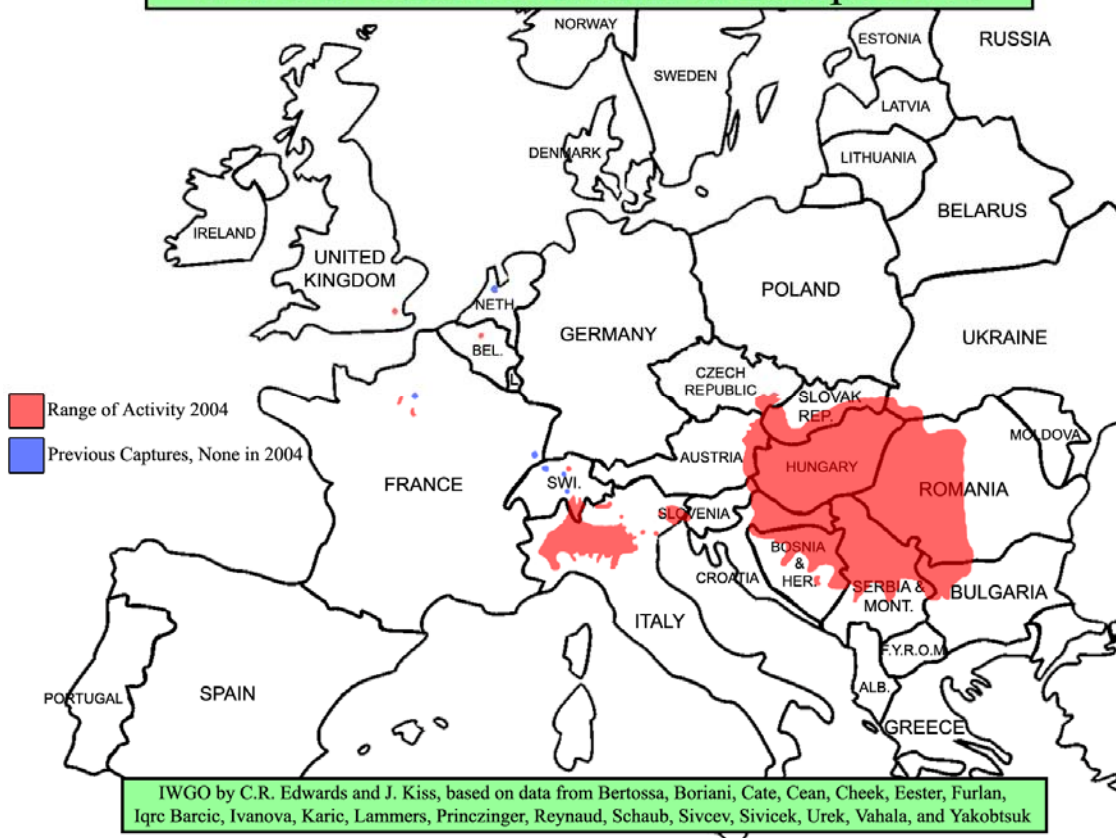 NORWAY
ESTONIA
RUSSIA
SWEDEN
LATVIA
DENMARK
LITHUANIA
BELARUS
IRELAND
UNITED
KINGDOM
NETH.
POLAND
GERMANY
UKRAINE
BEL.
L
CZECH
REPUBLIC
SLOVAK
REP.
Range of Activity 2004
Previous Captures, None in 2004
MOLDOVA
AUSTRIA
HUNGARY
FRANCE
SWI.
ROMANIA
SLOVENIA
BOSNIA
&
HER.
CROATIA
SERBIA &
MONT.
BULGARIA
ITALY
F.Y.R.O.M
ALB.
PORTUGAL
SPAIN
GREECE
IWGO by C.R. Edwards and J. Kiss, based on data from Bertossa, Boriani, Cate, Cean, Cheek, Eester, Furlan,
Iqrc Barcic, Ivanova, Karic, Lammers, Princzinger, Reynaud, Schaub, Sivcev, Sivicek, Urek, Vahala, and Yakobtsuk